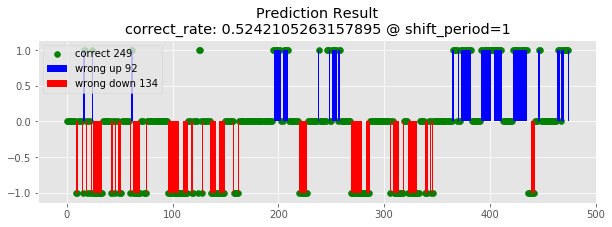 Prediction Result
correct_rate: 0.5242105263157895 @ shift_period=1
correct 249
wrong up 92
wrong down 134
1.0
0.5
0.0
−0.5
−1.0
0 100 200 300 400 500